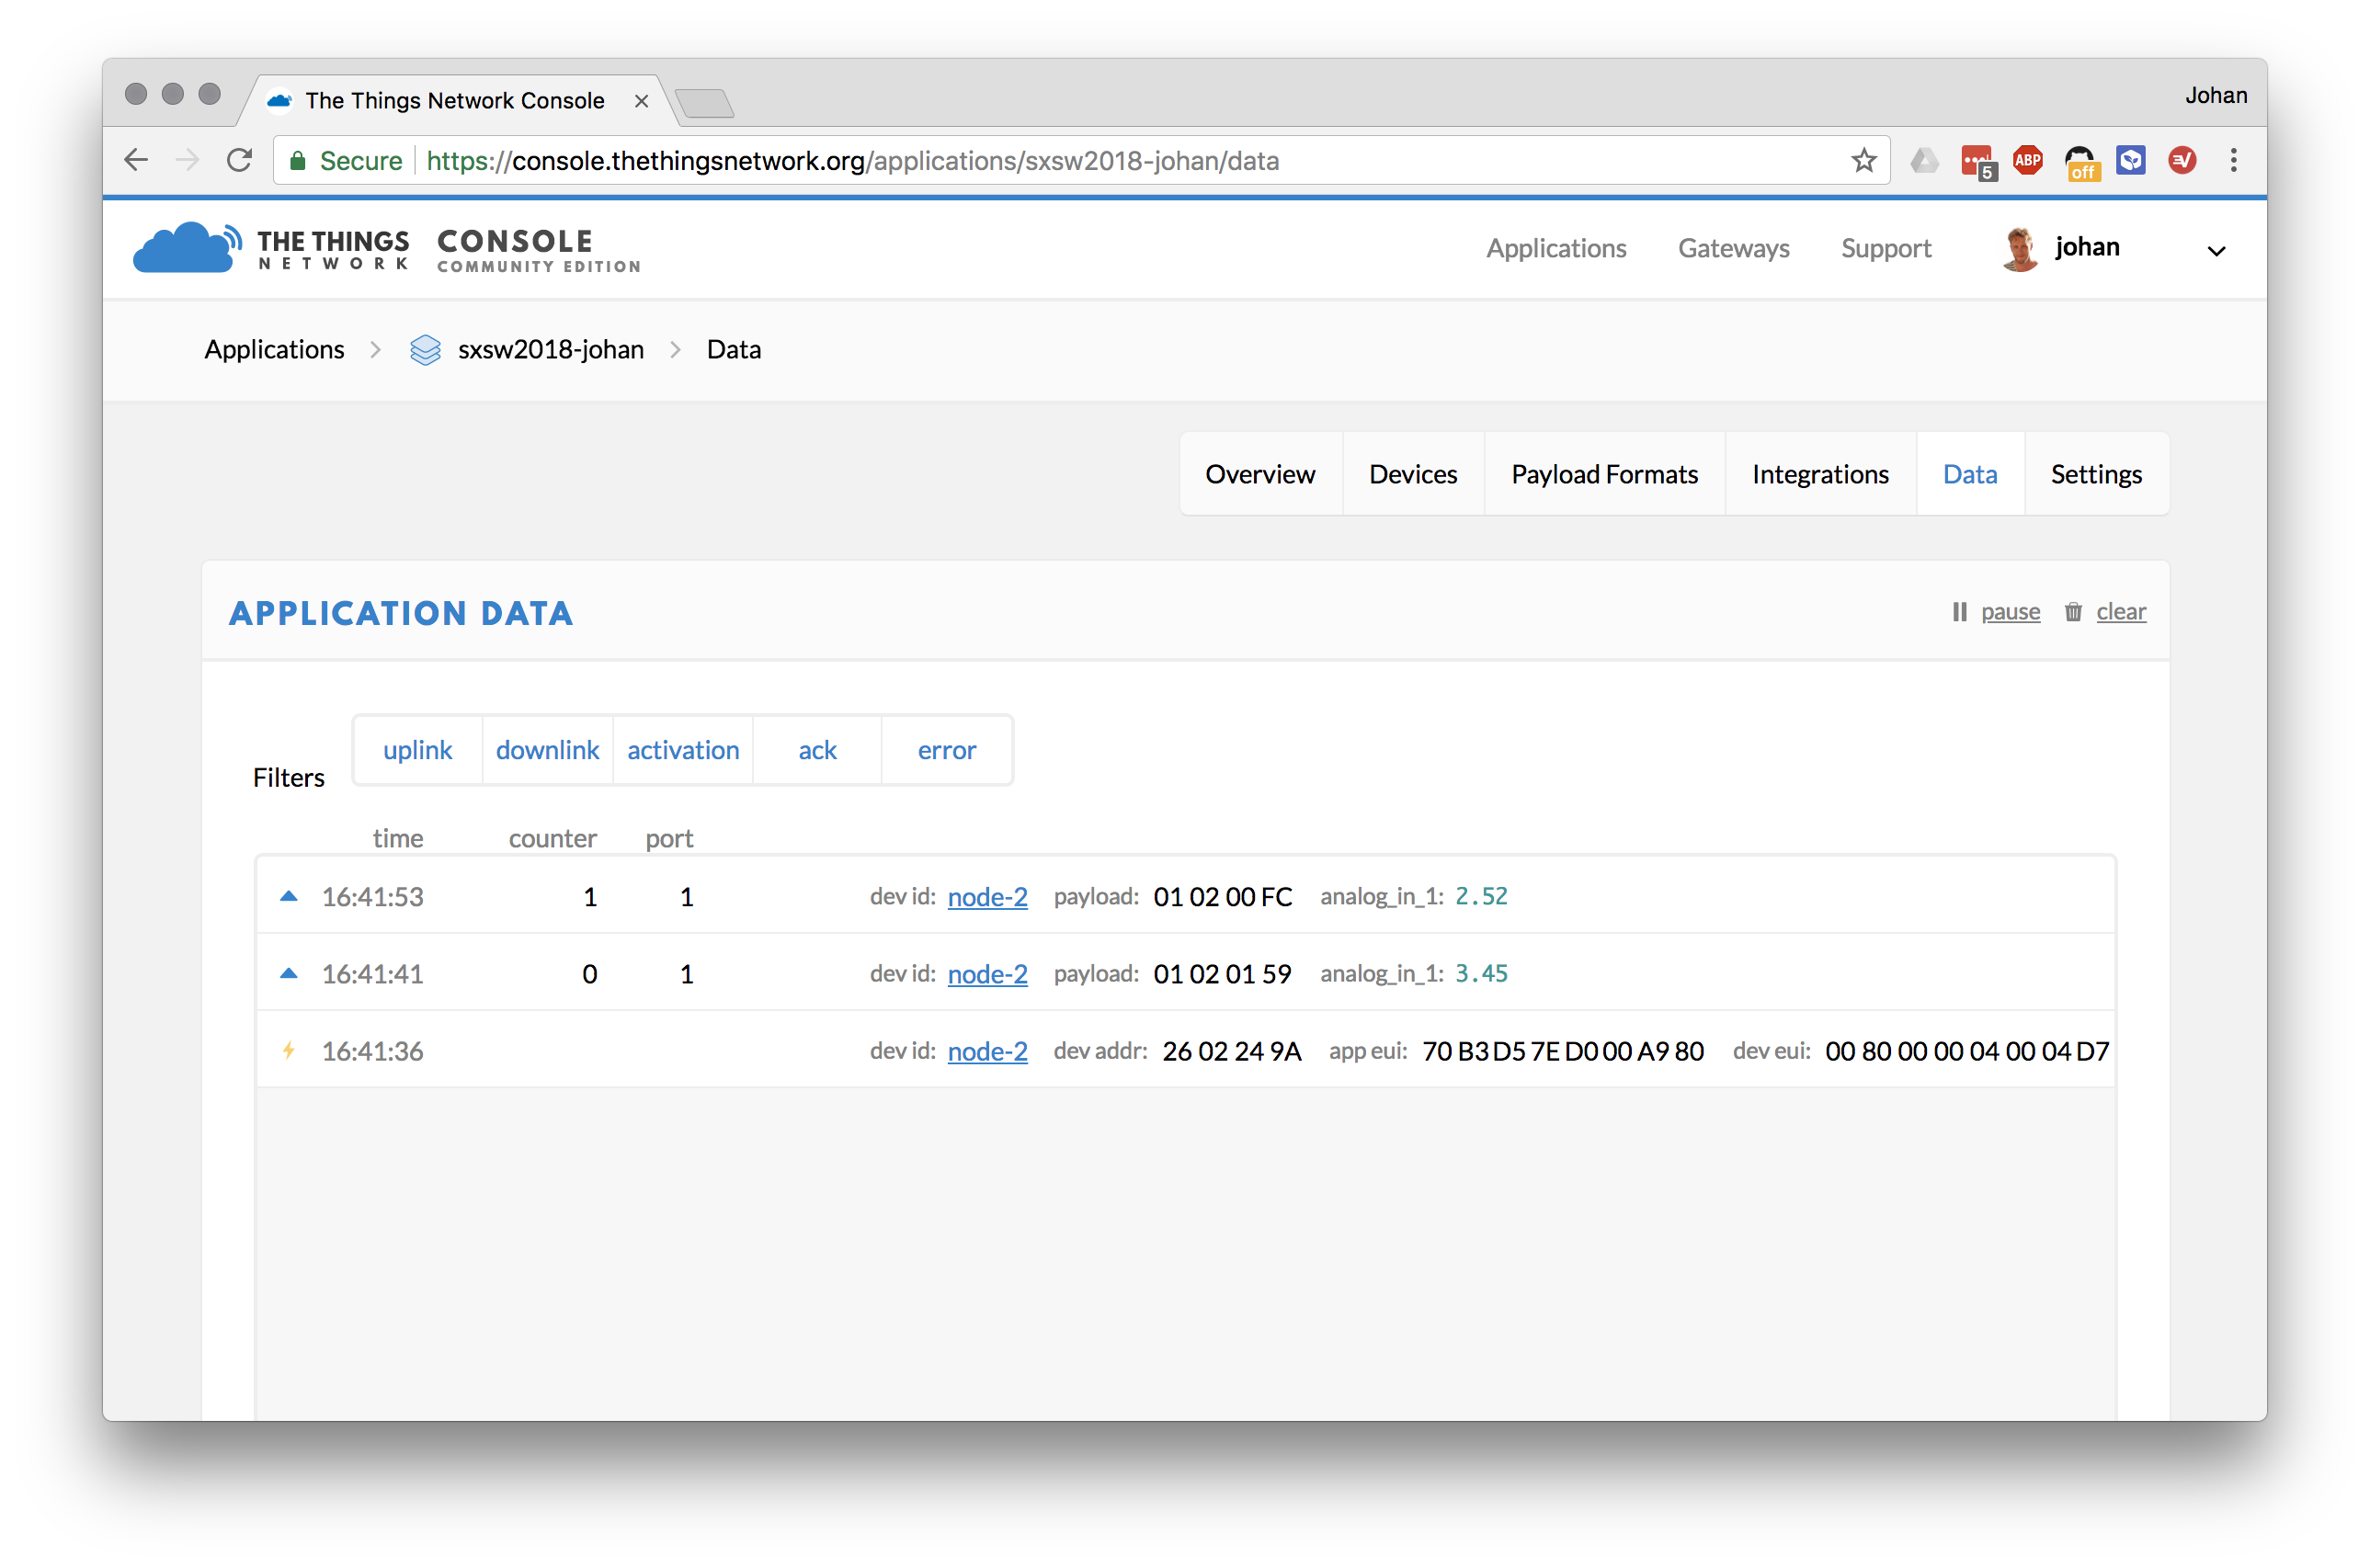 The Things Network Console
Johan
Secure https://console.thethingsnetwork.org/applications/sxsw2018-johan/data
5
ABP
off
THE THINGS NETWORK
CONSOLE
COMMUNITY EDITION
Applications Gateways Support johan
Applications sxsw2018-johan Data
Overview Devices Payload Formats Integrations Data Settings
APPLICATION DATA
pause clear
Filters uplink downlink activation ack error
time counter port
16:41:53 1 1 dev id: node-2 payload: 01 02 00 FC analog_in_1: 2.52
16:41:41 0 1 dev id: node-2 payload: 01 02 01 59 analog_in_1: 3.45
16:41:36 dev id: node-2 dev addr: 26 02 24 9A app eui: 70 B3 D5 7E D0 00 A9 80 dev eui: 00 80 00 00 04 00 04 D7